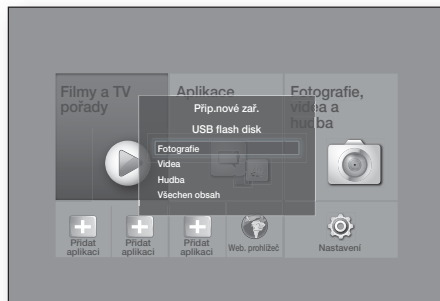 Filmy a TV
pořady
Aplikace
Fotografie,
videa a
hudba
Přip.nové zař.
USB flash disk
Fotografie
Videa
Hudba
Všechen obsah
Přidat
aplikaci
Přidat
aplikaci
Přidat
aplikaci
Web. prohlížeč
Nastavení